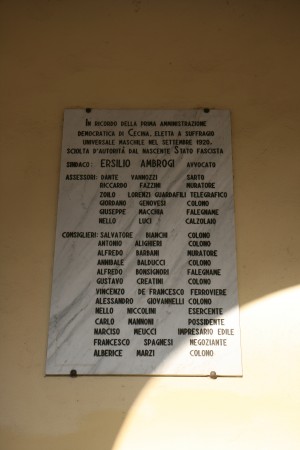 IN RICORDO DELLA PRIMA AMMINISTRAZIONE
DEMOCRATICA DI CECINA, ELETTA A SUFFRAGIO
UNIVERSALE MASCHILE NEL SETTEMBRE 1920,
SCIOLTA D'AUTORITÀ DAL NASCENTE STATO FASCISTA
SINDACO: ERSILIO AMBROGI AVVOCATO
ASSESSORI: DANTE VANNOZZI SARTO
RICCARDO FAZZINI MURATORE
ZOILO LORENZI GUARDAFILI TELEGRAFICO
GIORDANO GENOVESI COLONO
GIUSEPPE MACCHIA FALEGNAME
NELLO LUCI CALZOLAIO
CONSIGLIERI: SALVATORE BIANCHI COLONO
ANTONIO ALIGHIERI COLONO
ALFREDO BARBANI MURATORE
ANNIBALE BALDUCCI COLONO
ALFREDO BONSIGNORI FALEGNAME
GUSTAVO CREATINI COLONO
VINCENZO DE FRANCESCO FERROVIERE
ALESSANDRO GIOVANNELLI COLONO
NELLO NICCOLINI ESERCENTE
CARLO MANNONI POSSIDENTE
NARCISO MEUCCI IMPRESARIO EDILE
FRANCESCO SPAGNESI NEGOZIANTE
ALBERICE MARZI COLONO